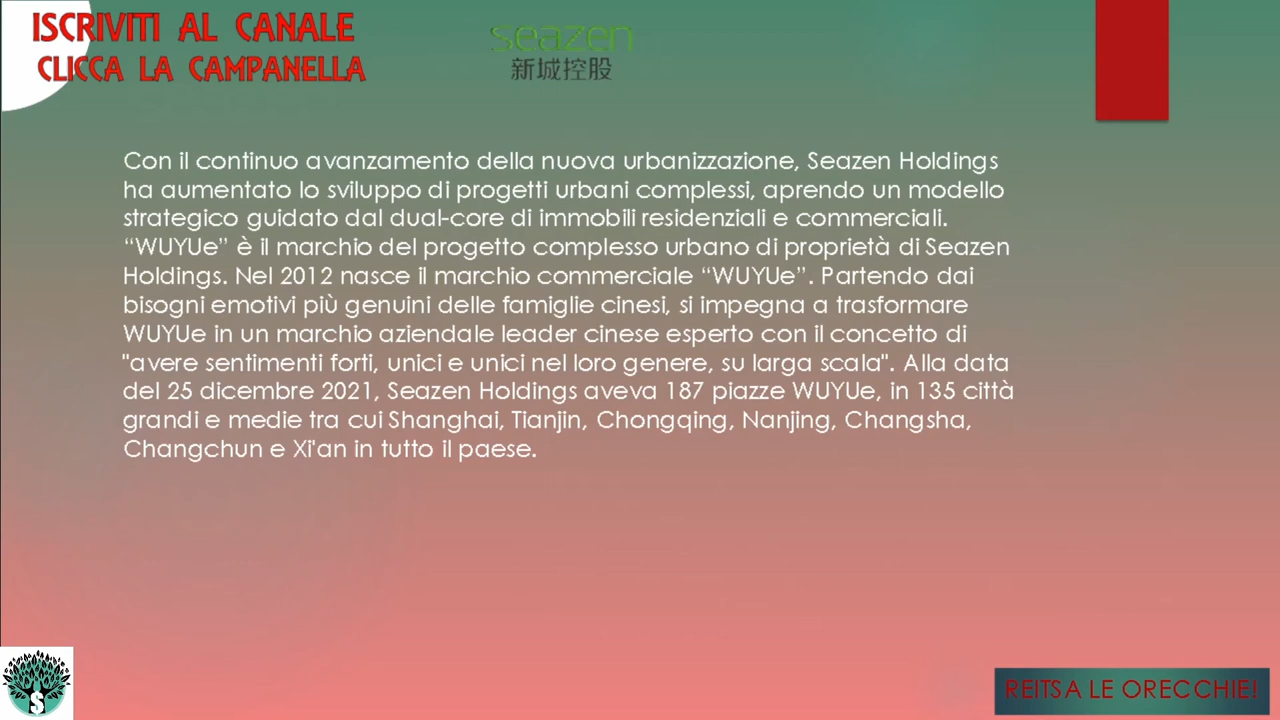 ISCRIVITI AL CANALE
CLICCA LA CAMPANELLA
seazen
新城控股
Con il continuo avanzamento della nuova urbanizzazione, Seazen Holdings
ha aumentato lo sviluppo di progetti urbani complessi, aprendo un modello
strategico guidato dal dual-core di immobili residenziali e commerciali.
“WUYUe” è il marchio del progetto complesso urbano di proprietà di Seazen
Holdings. Nel 2012 nasce il marchio commerciale “WUYUe”. Partendo dai
bisogni emotivi più genuini delle famiglie cinesi, si impegna a trasformare
WUYUe in un marchio aziendale leader cinese esperto con il concetto di
"avere sentimenti forti, unici e unici nel loro genere, su larga scala". Alla data
del 25 dicembre 2021, Seazen Holdings aveva 187 piazze WUYUe, in 135 città
grandi e medie tra cui Shanghai, Tianjin, Chongqing, Nanjing, Changsha,
Changchun e Xi'an in tutto il paese.
$
REITSA LE ORECCHIE!